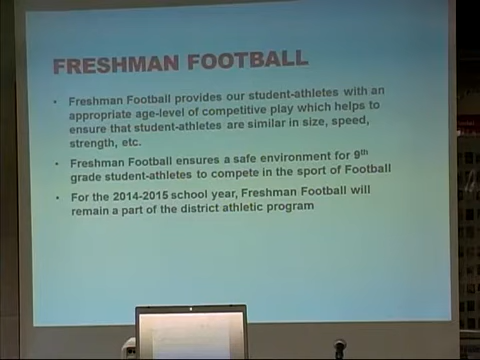 FRESHMAN FOOTBALL
• Freshman Football provides our student-athletes with an
appropriate age-level of competitive play which helps to
ensure that student-athletes are similar in size, speed,
strength, etc.
• Freshman Football ensures a safe environment for 9th
grade student-athletes to compete in the sport of Football
• For the 2014-2015 school year, Freshman Football will
remain a part of the district athletic program